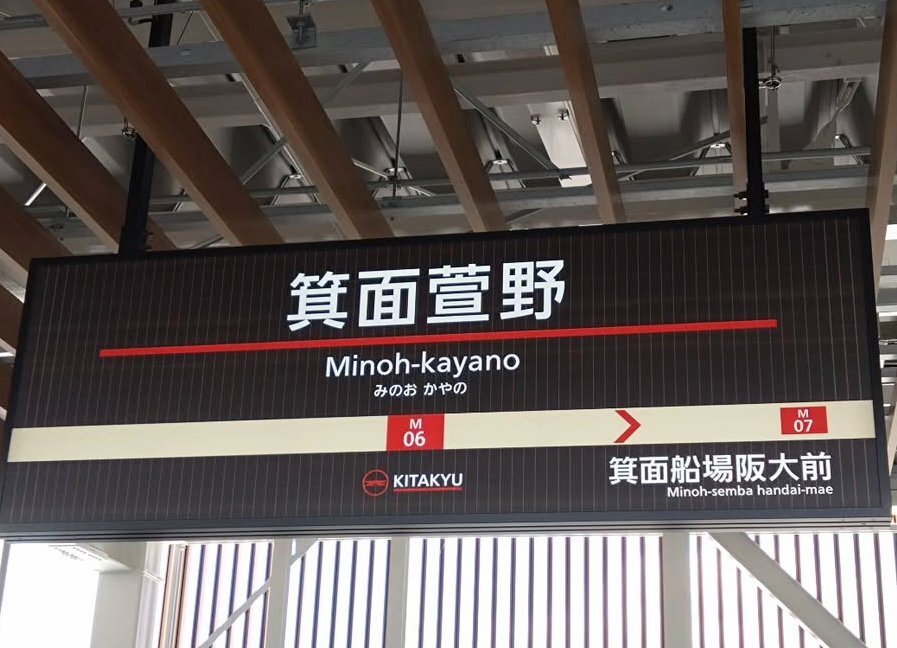 箕面萱野
Minoh-kayano
みのお かやの
M
06
M
07
KITAKYU
箕面船場阪大前
Minoh-semba handai-mae